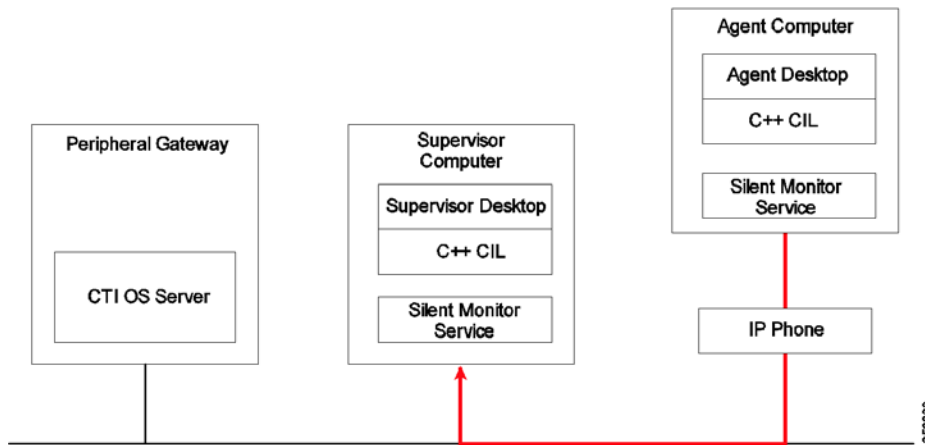 Peripheral Gateway
CTI OS Server
Supervisor
Computer
Supervisor Desktop
C++ CIL
Silent Monitor
Service
Agent Computer
Agent Desktop
C++ CIL
Silent Monitor
Service
IP Phone